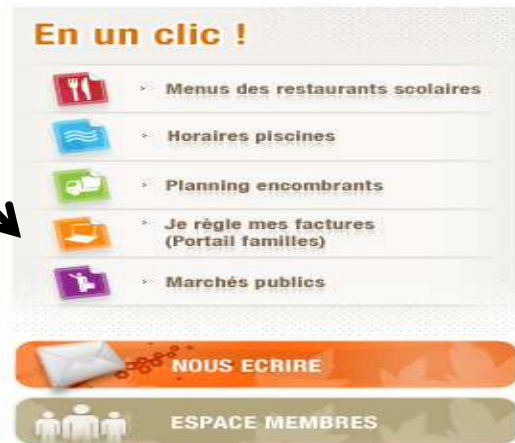 En un clic !
Menus des restaurants scolaires
Horaires piscines
Planning encombrants
Je règle mes factures
(Portail familles)
Marchés publics
NOUS ECRIRE
ESPACE MEMBRES